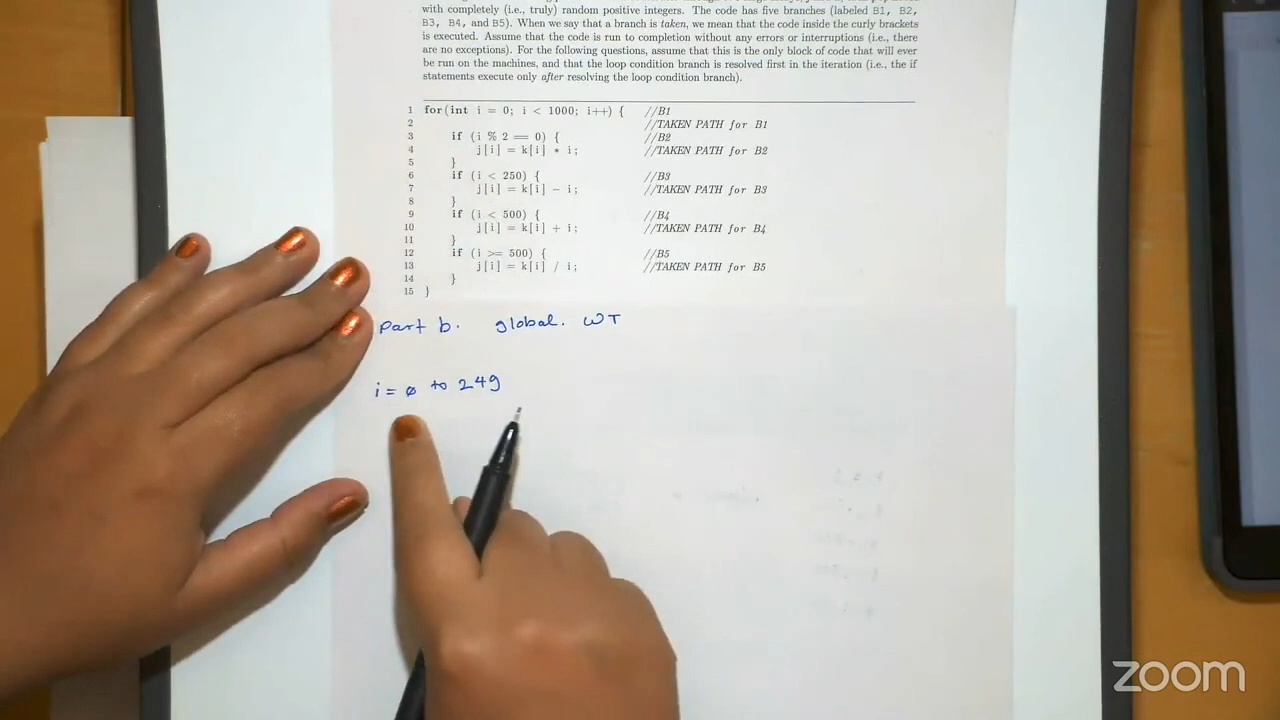 with completely (i.e., truly) random positive integers. The code has five branches (labeled B1, B2,
B3, B4, and B5). When we say that a branch is taken, we mean that the code inside the curly brackets
is executed. Assume that the code is run to completion without any errors or interruptions (i.e., there
are no exceptions). For the following questions, assume that this is the only block of code that will ever
be run on the machines, and that the loop condition branch is resolved first in the iteration (i.e., the if
statements execute only after resolving the loop condition branch).
1 for(int i = 0; i < 1000; i++) { //B1
2 //TAKEN PATH for B1
3 if (i % 2 == 0) { //B2
4 j[i] = k[i] * i; //TAKEN PATH for B2
5 }
6 if (i < 250) { //B3
7 j[i] = k[i] - i; //TAKEN PATH for B3
8 }
9 if (i < 500) { //B4
10 j[i] = k[i] + i; //TAKEN PATH for B4
11 }
12 if (i >= 500) { //B5
13 j[i] = k[i] / i; //TAKEN PATH for B5
14 }
15 }
Part b. global. WT
i = 0 to 249
zoom